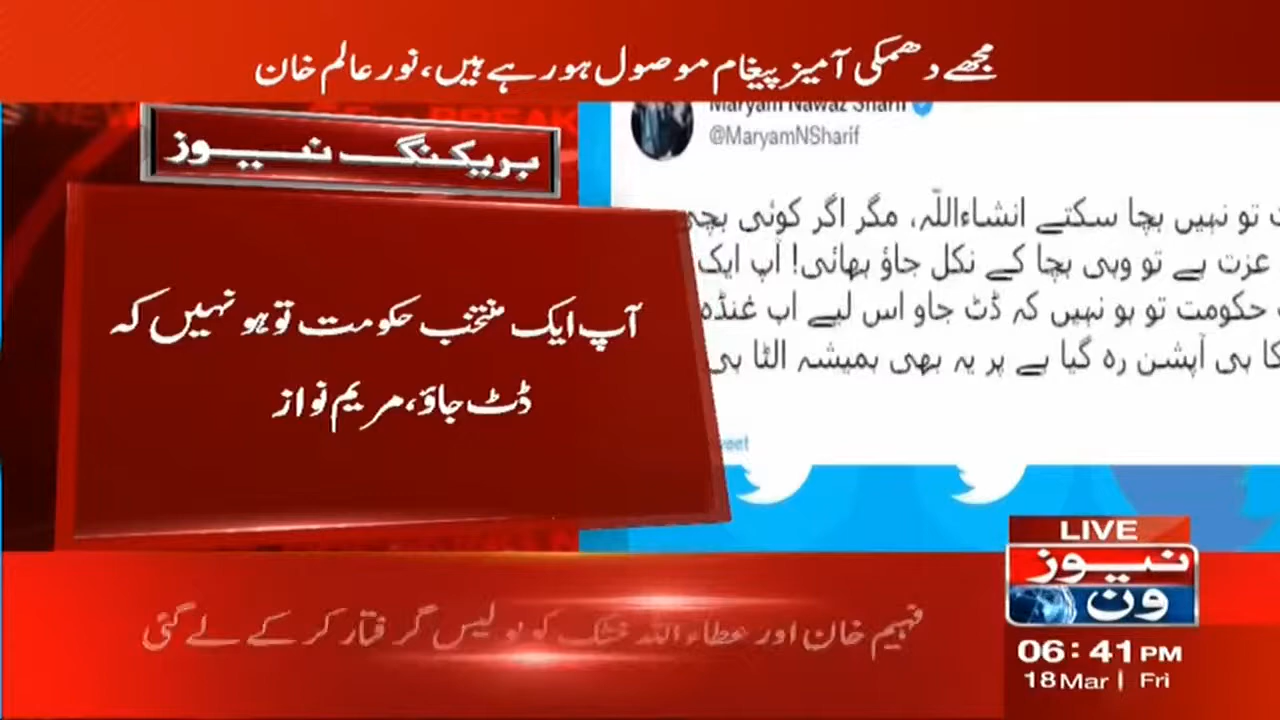 مجھے دھمکی آمیز پیغام موصول ہو رہے ہیں، نور عالم خان
بریکنگ نیوز
Maryam Nawaz Sharif
@MaryamNSharif
تو نہیں بچا سکتے انشاءاللّہ، مگر اگر کوئی بچی
عزت ہے تو وہی بچا کے نکل جاؤ بھائی! آپ ایک
حکومت تو ہو نہیں کہ ڈٹ جاو اس لیے اب غنڈہ
کا ہی آپشن رہ گیا ہے پر یہ بھی ہمیشہ الٹا ہی
آپ ایک منتخب حکومت تو ہو نہیں کہ
ڈٹ جاؤ، مریم نواز
فہیم خان اور عطاء اللہ خٹک کو پولیس گرفتار کر کے لے گئی
LIVE
نیوز
ون
06:41 PM
18 Mar | Fri